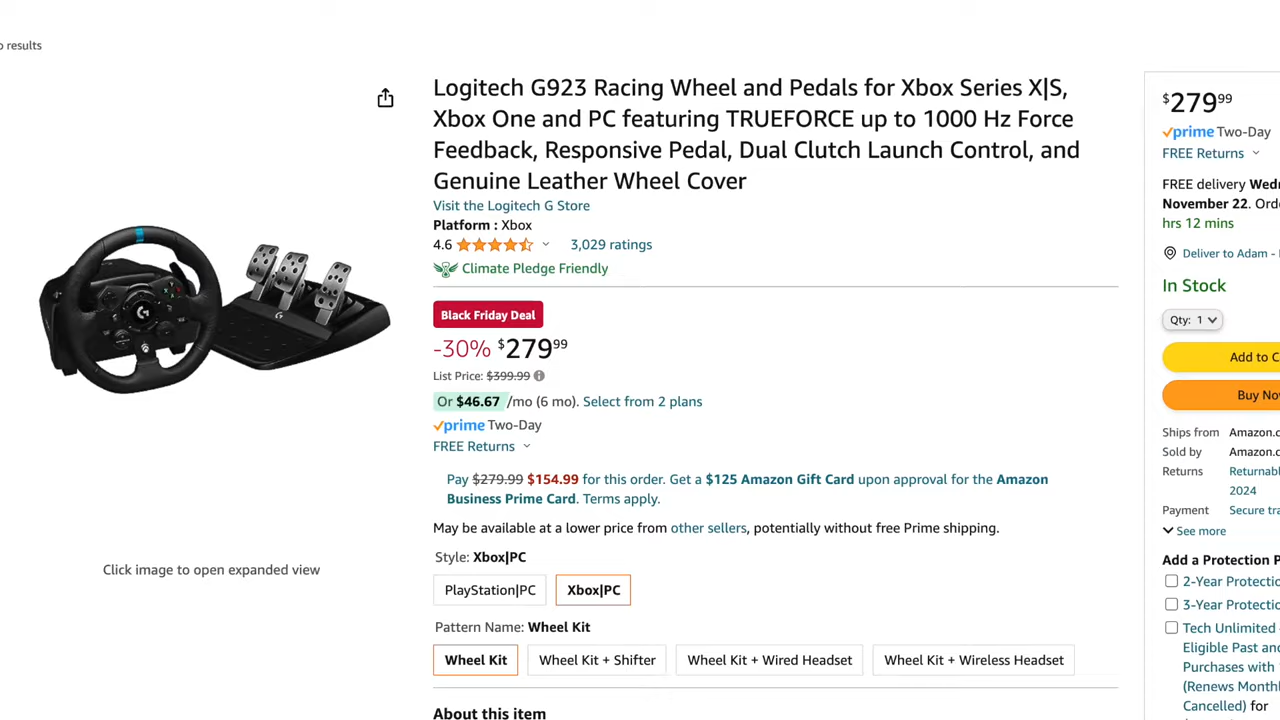 results
Logitech G923 Racing Wheel and Pedals for Xbox Series X|S,
Xbox One and PC featuring TRUEFORCE up to 1000 Hz Force
Feedback, Responsive Pedal, Dual Clutch Launch Control, and
Genuine Leather Wheel Cover
Visit the Logitech G Store
Platform : Xbox
4.6 3,029 ratings
Climate Pledge Friendly
Black Friday Deal
-30% $279 99
List Price: $399.99
Or $46.67 /mo (6 mo). Select from 2 plans
prime Two-Day
FREE Returns
Pay $279.99 $154.99 for this order. Get a $125 Amazon Gift Card upon approval for the Amazon
Business Prime Card. Terms apply.
May be available at a lower price from other sellers, potentially without free Prime shipping.
Style: Xbox|PC
PlayStation|PC Xbox|PC
Pattern Name: Wheel Kit
Wheel Kit Wheel Kit + Shifter Wheel Kit + Wired Headset Wheel Kit + Wireless Headset
About this item
Click image to open expanded view
$279 99
prime Two-Day
FREE Returns
FREE delivery
November 22.
hrs 12 mins
Deliver to Adam -
In Stock
Qty: 1
Add to
Buy
Ships from
Sold by
Returns
2024
Payment Secure
See more
Add a Protection
2-Year
3-Year
Tech Unlimited -
Eligible Past
Purchases with
(Renews
Cancelled) for